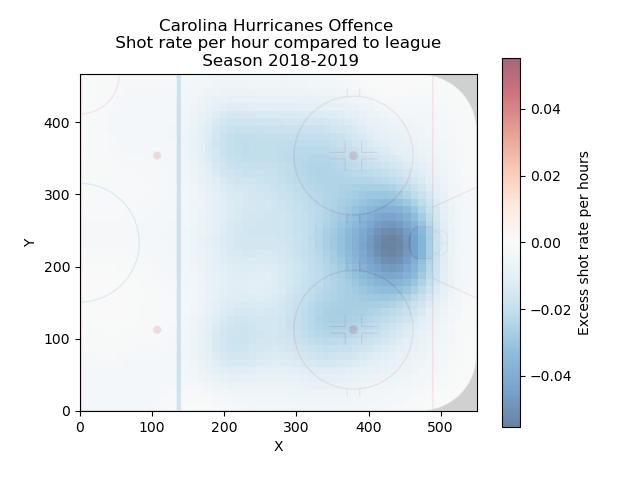 Carolina Hurricanes Offence
Shot rate per hour compared to league
Season 2018-2019
400
300
200
100
0
Y
0 100 200 300 400 500
X
0.04
0.02
0.00
−0.02
−0.04
Excess shot rate per hours